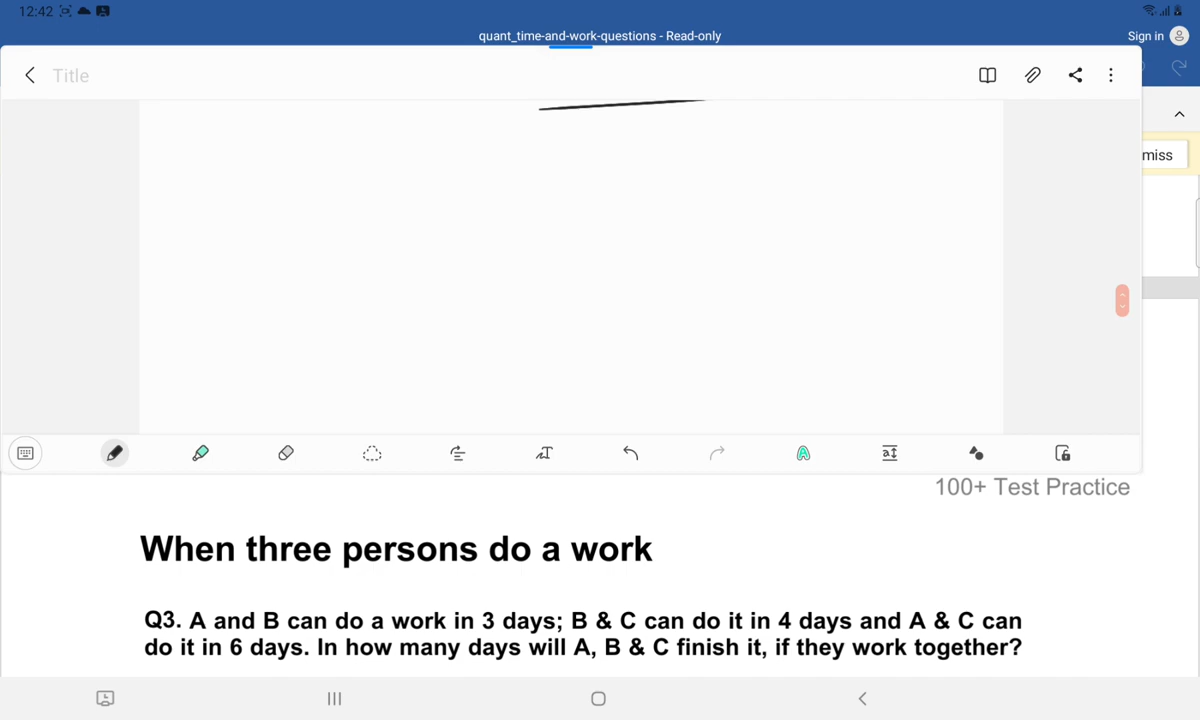 12:42
quant_time-and-work-questions - Read-only
Sign in
Title
miss
100+ Test Practice
When three persons do a work
Q3. A and B can do a work in 3 days; B & C can do it in 4 days and A & C can
do it in 6 days. In how many days will A, B & C finish it, if they work together?